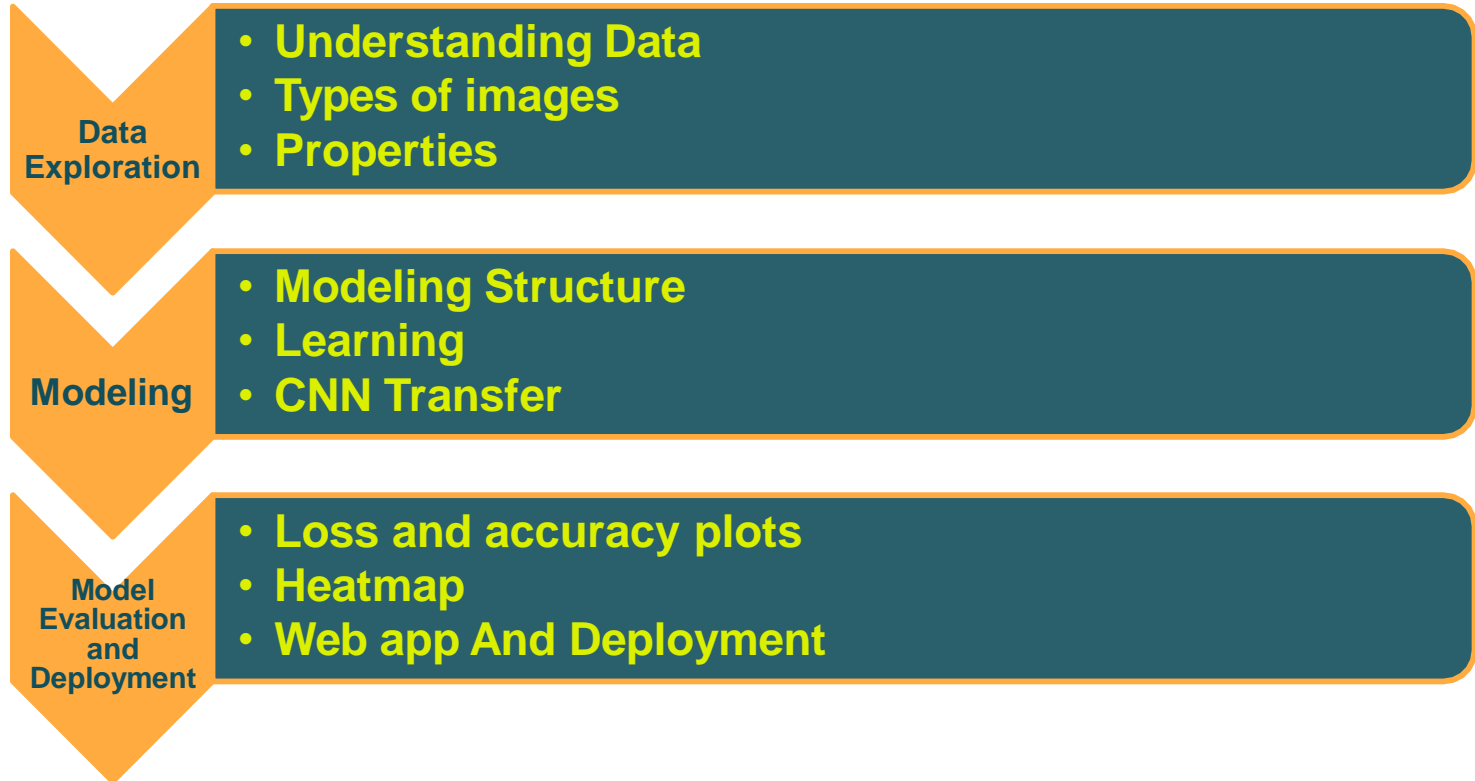 Data
Exploration
• Understanding Data
• Types of images
• Properties
Modeling
• Modeling Structure
• Learning
• CNN Transfer
Model
Evaluation
and
Deployment
• Loss and accuracy plots
• Heatmap
• Web app And Deployment